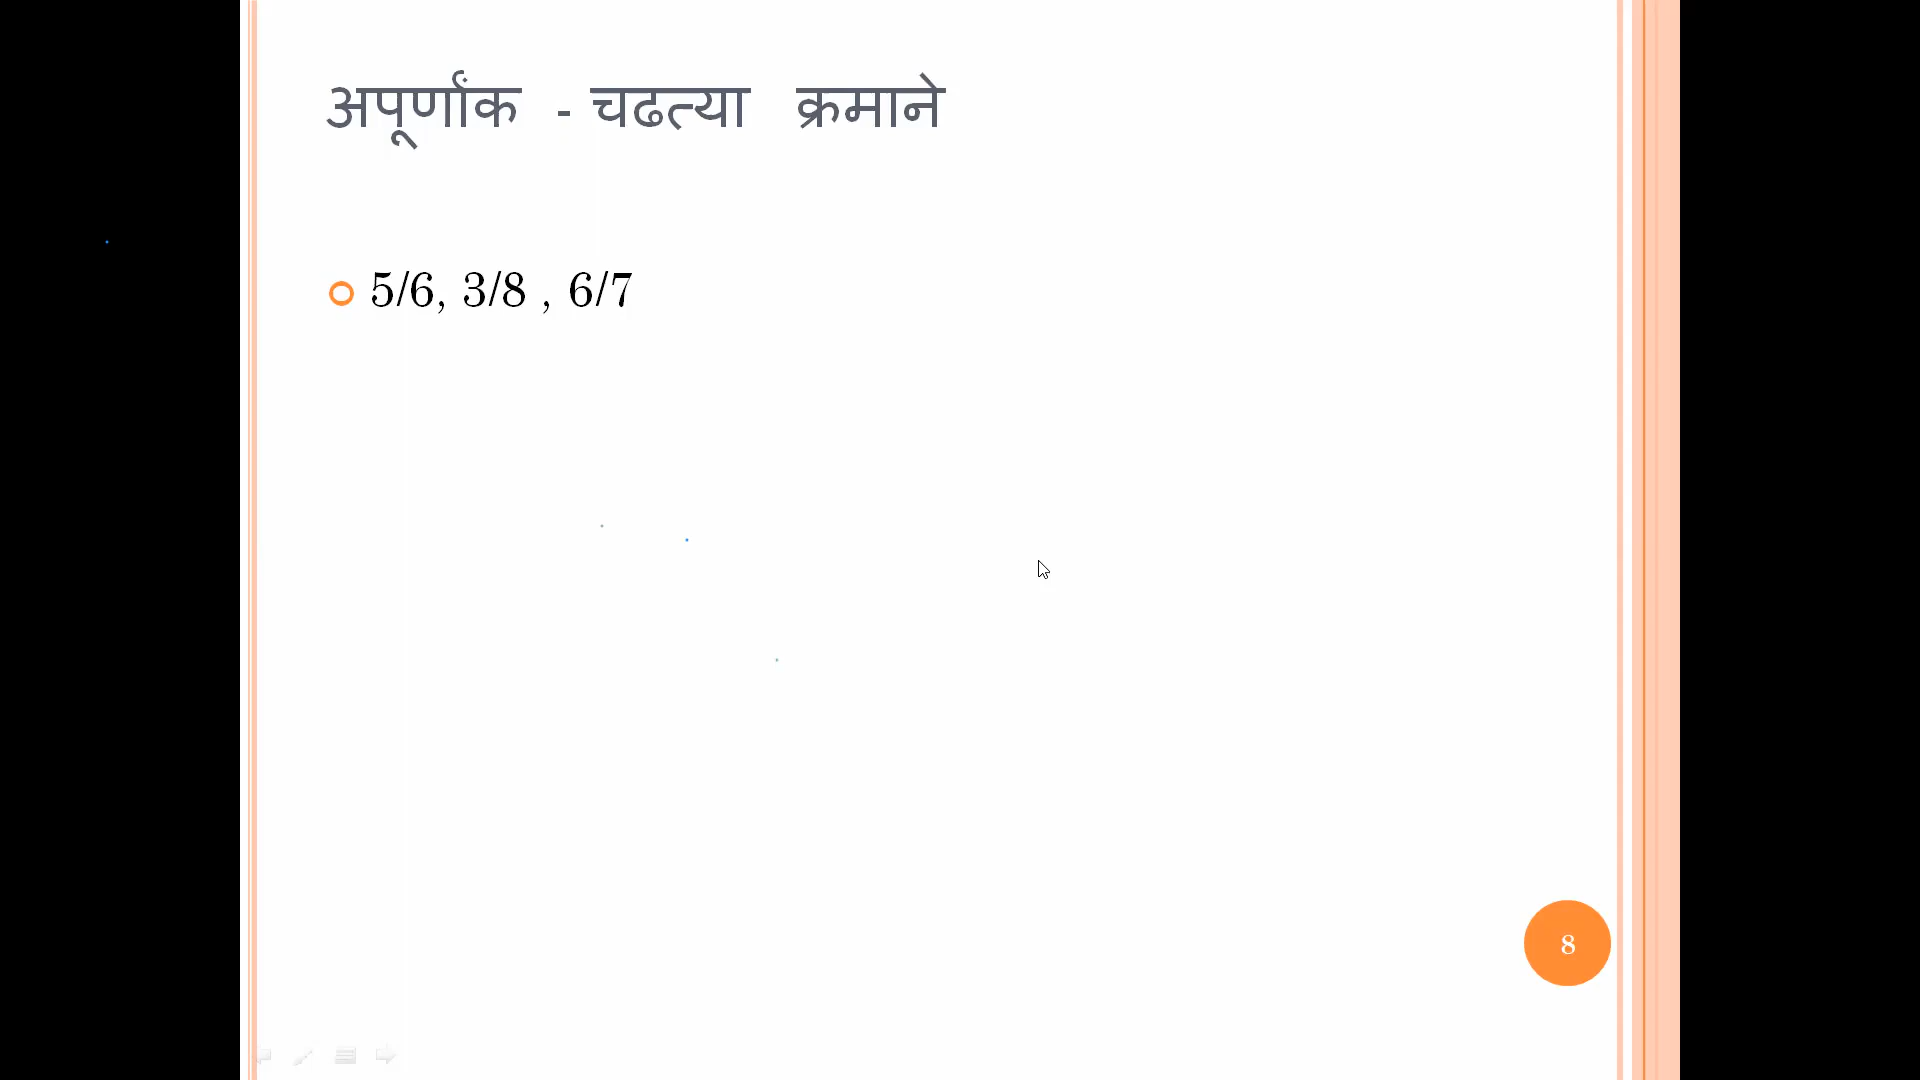 अपूर्णांक - चढत्या क्रमाने
5/6, 3/8 , 6/7
8